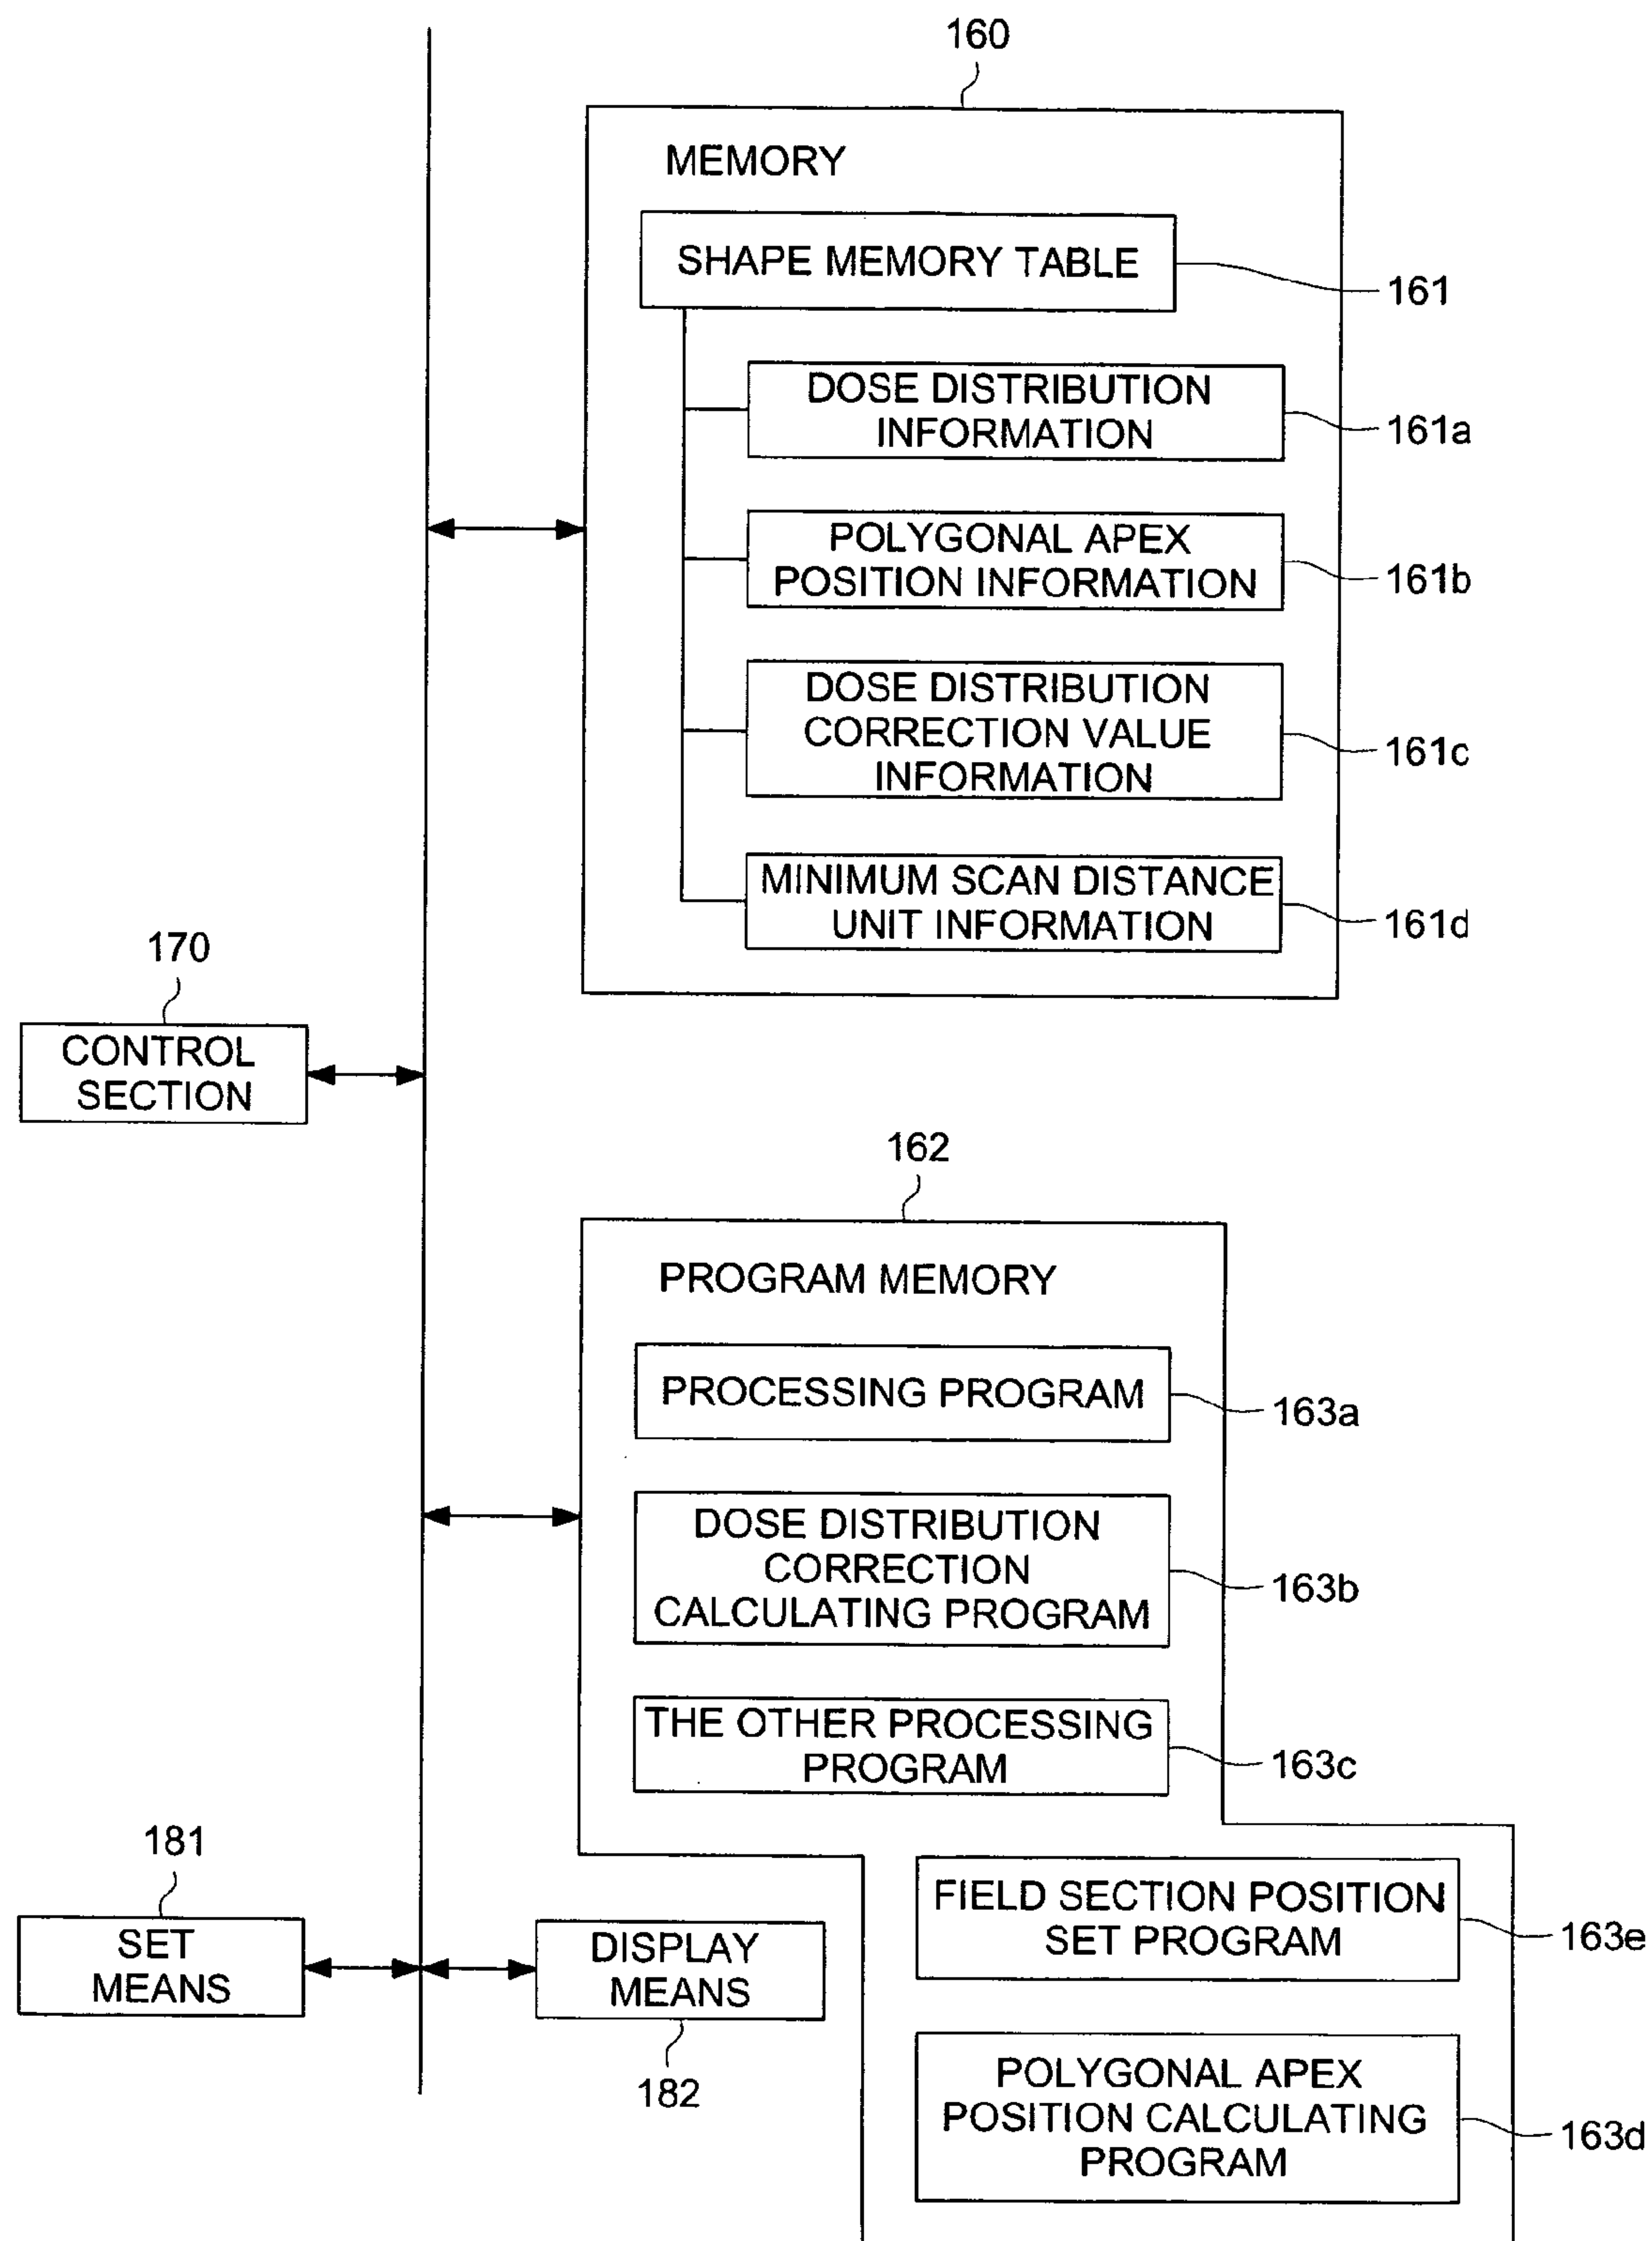 160
MEMORY
SHAPE MEMORY TABLE
161
DOSE DISTRIBUTION
INFORMATION
161a
POLYGONAL APEX
POSITION INFORMATION
161b
DOSE DISTRIBUTION
CORRECTION VALUE
INFORMATION
161c
MINIMUM SCAN DISTANCE
UNIT INFORMATION
161d
170
CONTROL
SECTION
162
PROGRAM MEMORY
PROCESSING PROGRAM
163a
DOSE DISTRIBUTION
CORRECTION
CALCULATING PROGRAM
163b
THE OTHER PROCESSING
PROGRAM
163c
181
SET
MEANS
DISPLAY
MEANS
182
FIELD SECTION POSITION
SET PROGRAM
163e
POLYGONAL APEX
POSITION CALCULATING
PROGRAM
163d